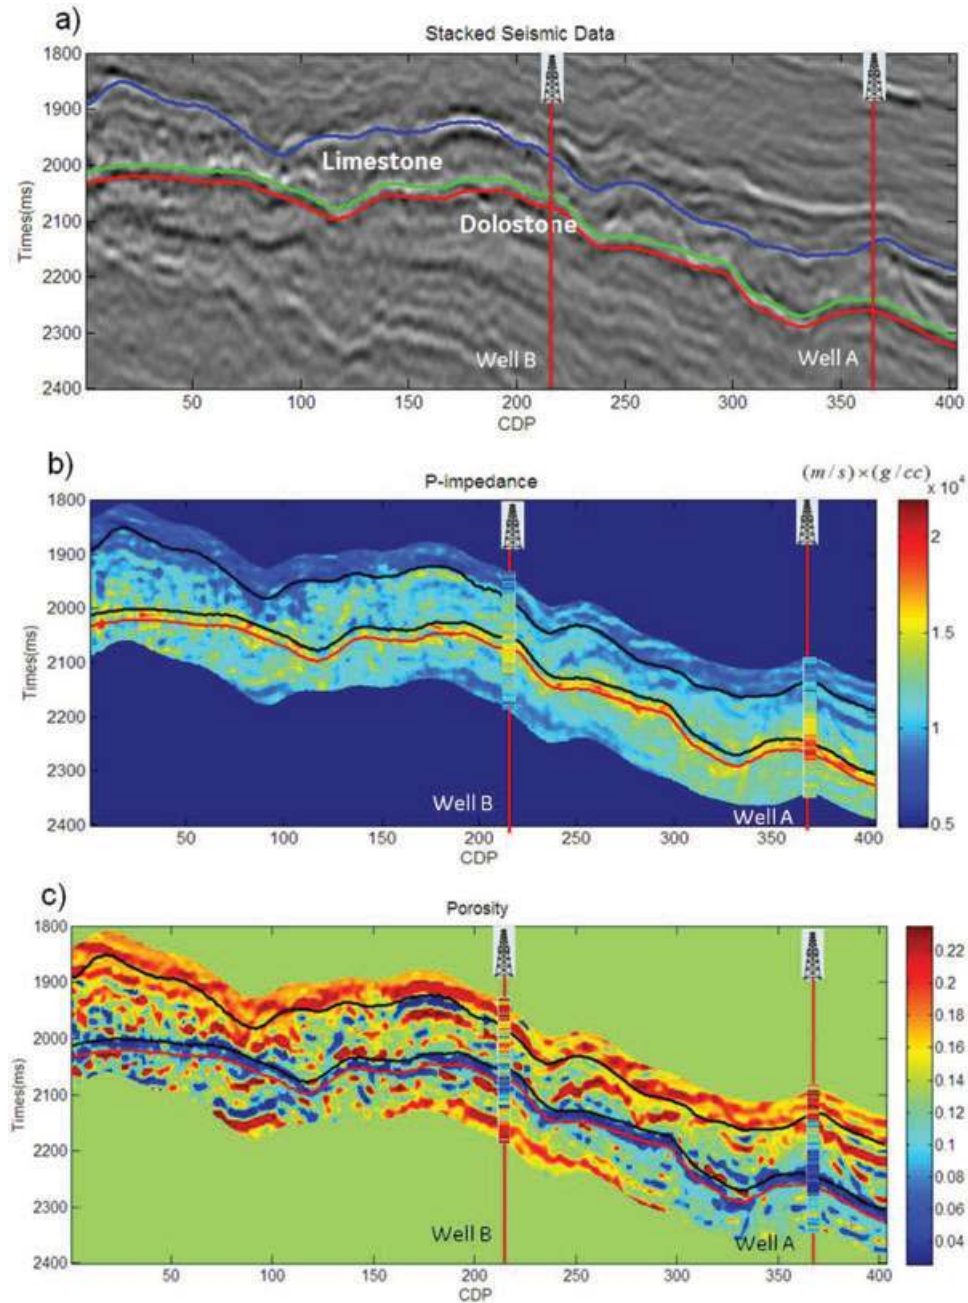 a)
Stacked Seismic Data
1800
1900
2000
2100
2200
2300
2400
Times(ms)
Limestone
Dolostone
Well B
Well A
50 100 150 200 250 300 350 400
CDP
b)
P-impedance
(m/s)×(g/cc)
x 10⁴
1800
1900
2000
2100
2200
2300
2400
Times(ms)
Well B
Well A
1.5
1
0.5
50 100 150 200 250 300 350 400
CDP
c)
Porosity
1800
1900
2000
2100
2200
2300
2400
Times(ms)
Well B
Well A
0.22
0.2
0.18
0.16
0.14
0.12
0.1
0.08
0.06
0.04
50 100 150 200 250 300 350 400
CDP